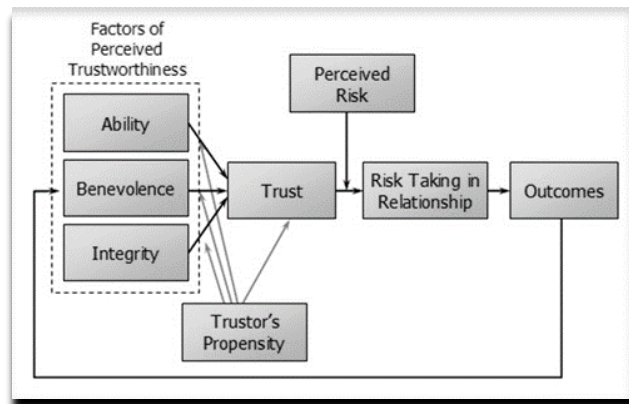 Factors of
Perceived
Trustworthiness
Ability
Benevolence
Integrity
Trust
Perceived
Risk
Risk Taking in
Relationship
Outcomes
Trustor's
Propensity